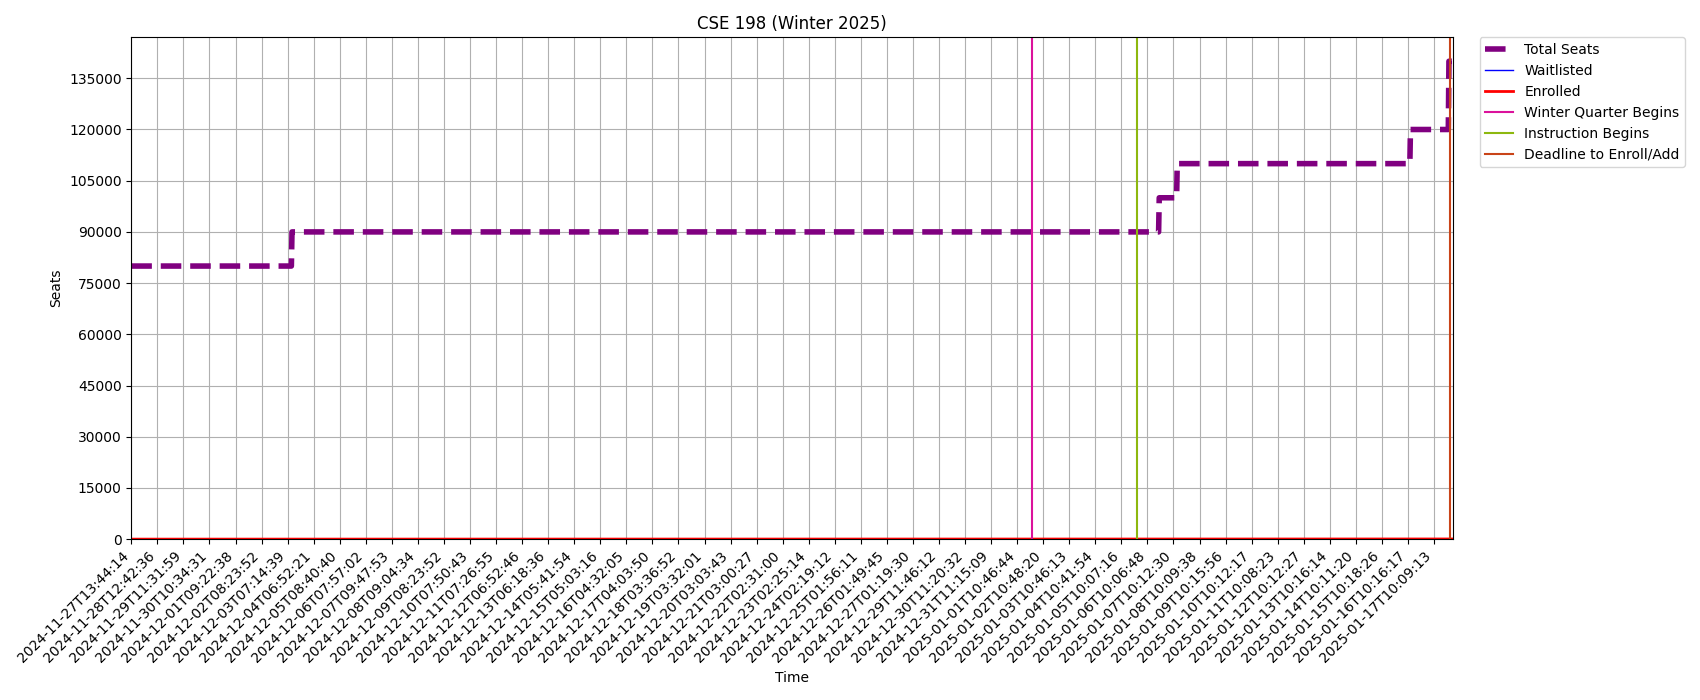 CSE 198 (Winter 2025)
Total Seats
Waitlisted
Enrolled
Winter Quarter Begins
Instruction Begins
Deadline to Enroll/Add
135000
120000
105000
90000
75000
60000
45000
30000
15000
0
Seats
2024-11-27T13:44:14
2024-11-28T12:42:36
2024-11-29T11:31:59
2024-11-30T10:34:31
2024-12-01T09:22:38
2024-12-02T08:23:52
2024-12-03T07:14:39
2024-12-04T06:52:21
2024-12-05T08:40:40
2024-12-06T07:57:02
2024-12-07T09:47:53
2024-12-08T09:04:34
2024-12-09T08:23:52
2024-12-10T07:50:43
2024-12-11T07:26:55
2024-12-12T06:52:46
2024-12-13T06:18:36
2024-12-14T05:41:54
2024-12-15T05:03:16
2024-12-16T04:32:05
2024-12-17T04:03:50
2024-12-18T03:36:52
2024-12-19T03:32:01
2024-12-20T03:03:43
2024-12-21T03:00:27
2024-12-22T02:31:00
2024-12-23T02:25:14
2024-12-24T02:19:12
2024-12-25T01:56:11
2024-12-26T01:49:45
2024-12-27T01:19:30
2024-12-29T11:46:12
2024-12-30T11:20:32
2024-12-31T11:15:09
2025-01-01T10:46:44
2025-01-02T10:48:20
2025-01-03T10:46:13
2025-01-04T10:41:54
2025-01-05T10:07:16
2025-01-06T10:06:48
2025-01-07T10:12:30
2025-01-08T10:09:38
2025-01-09T10:15:56
2025-01-10T10:12:17
2025-01-11T10:08:23
2025-01-12T10:12:27
2025-01-13T10:16:14
2025-01-14T10:11:20
2025-01-15T10:18:26
2025-01-16T10:16:17
2025-01-17T10:09:13
Time